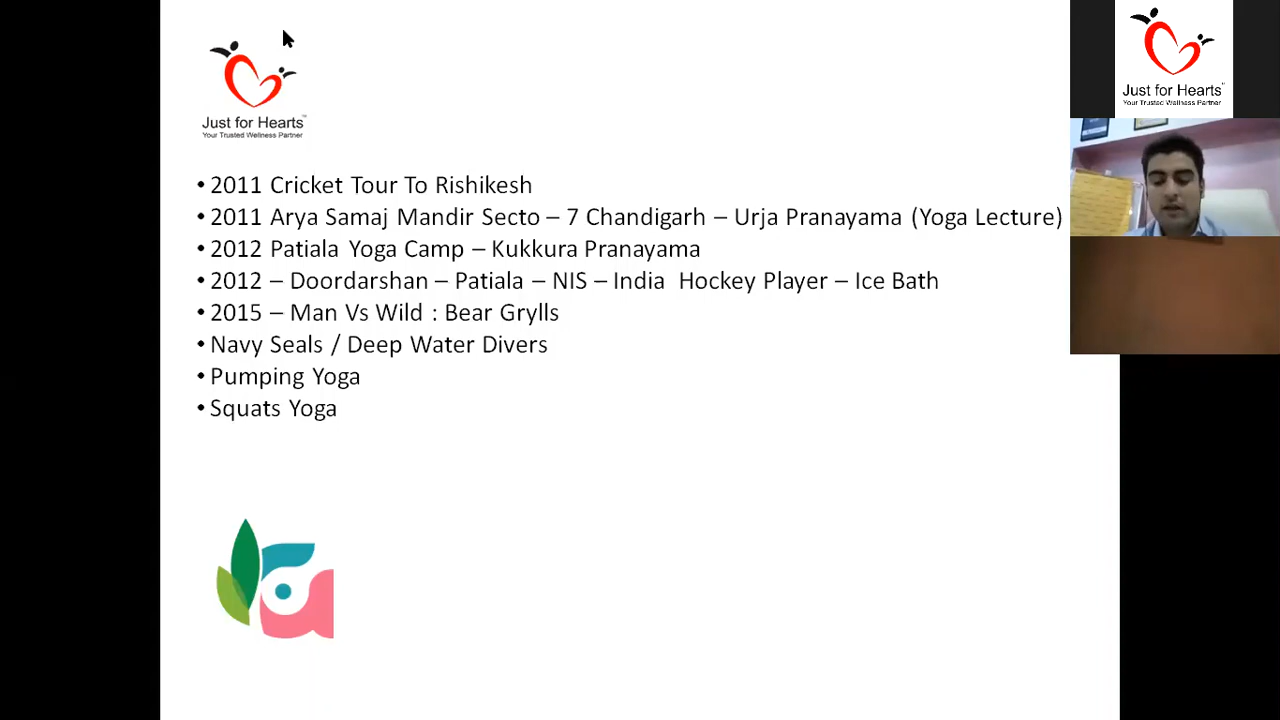 Just for Hearts™
Your Trusted Wellness Partner
• 2011 Cricket Tour To Rishikesh
• 2011 Arya Samaj Mandir Secto – 7 Chandigarh – Urja Pranayama (Yoga Lecture)
• 2012 Patiala Yoga Camp – Kukkura Pranayama
• 2012 – Doordarshan – Patiala – NIS – India  Hockey Player – Ice Bath
• 2015 – Man Vs Wild : Bear Grylls
• Navy Seals / Deep Water Divers
• Pumping Yoga
• Squats Yoga
Just for Hearts™
Your Trusted Wellness Partner